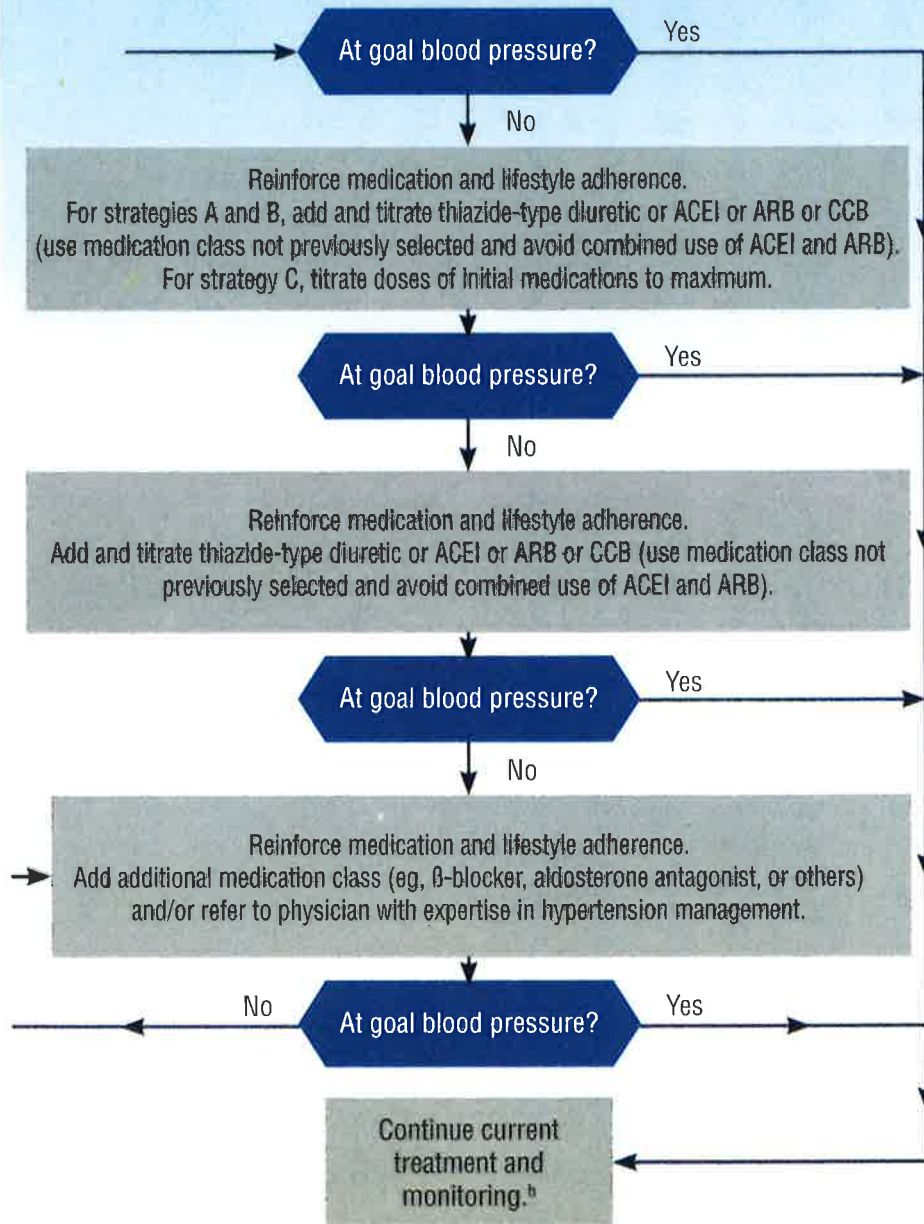 At goal blood pressure?
Yes
No
Reinforce medication and lifestyle adherence.
For strategies A and B, add and titrate thiazide-type diuretic or ACEI or ARB or CCB
(use medication class not previously selected and avoid combined use of ACEI and ARB).
For strategy C, titrate doses of initial medications to maximum.
At goal blood pressure?
Yes
No
Reinforce medication and lifestyle adherence.
Add and titrate thiazide-type diuretic or ACEI or ARB or CCB (use medication class not
previously selected and avoid combined use of ACEI and ARB).
At goal blood pressure?
Yes
No
Reinforce medication and lifestyle adherence.
Add additional medication class (eg, β-blocker, aldosterone antagonist, or others)
and/or refer to physician with expertise in hypertension management.
No
At goal blood pressure?
Yes
Continue current
treatment and
monitoring.ᵇ